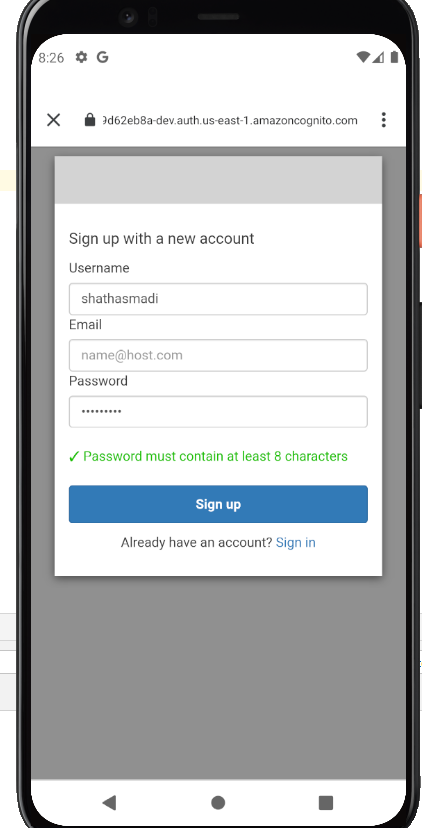 8:26
9d62eb8a-dev.auth.us-east-1.amazoncognito.com
Sign up with a new account
Username
shathasmadi
Email
name@host.com
Password
•••••••••
✓ Password must contain at least 8 characters
Sign up
Already have an account? Sign in